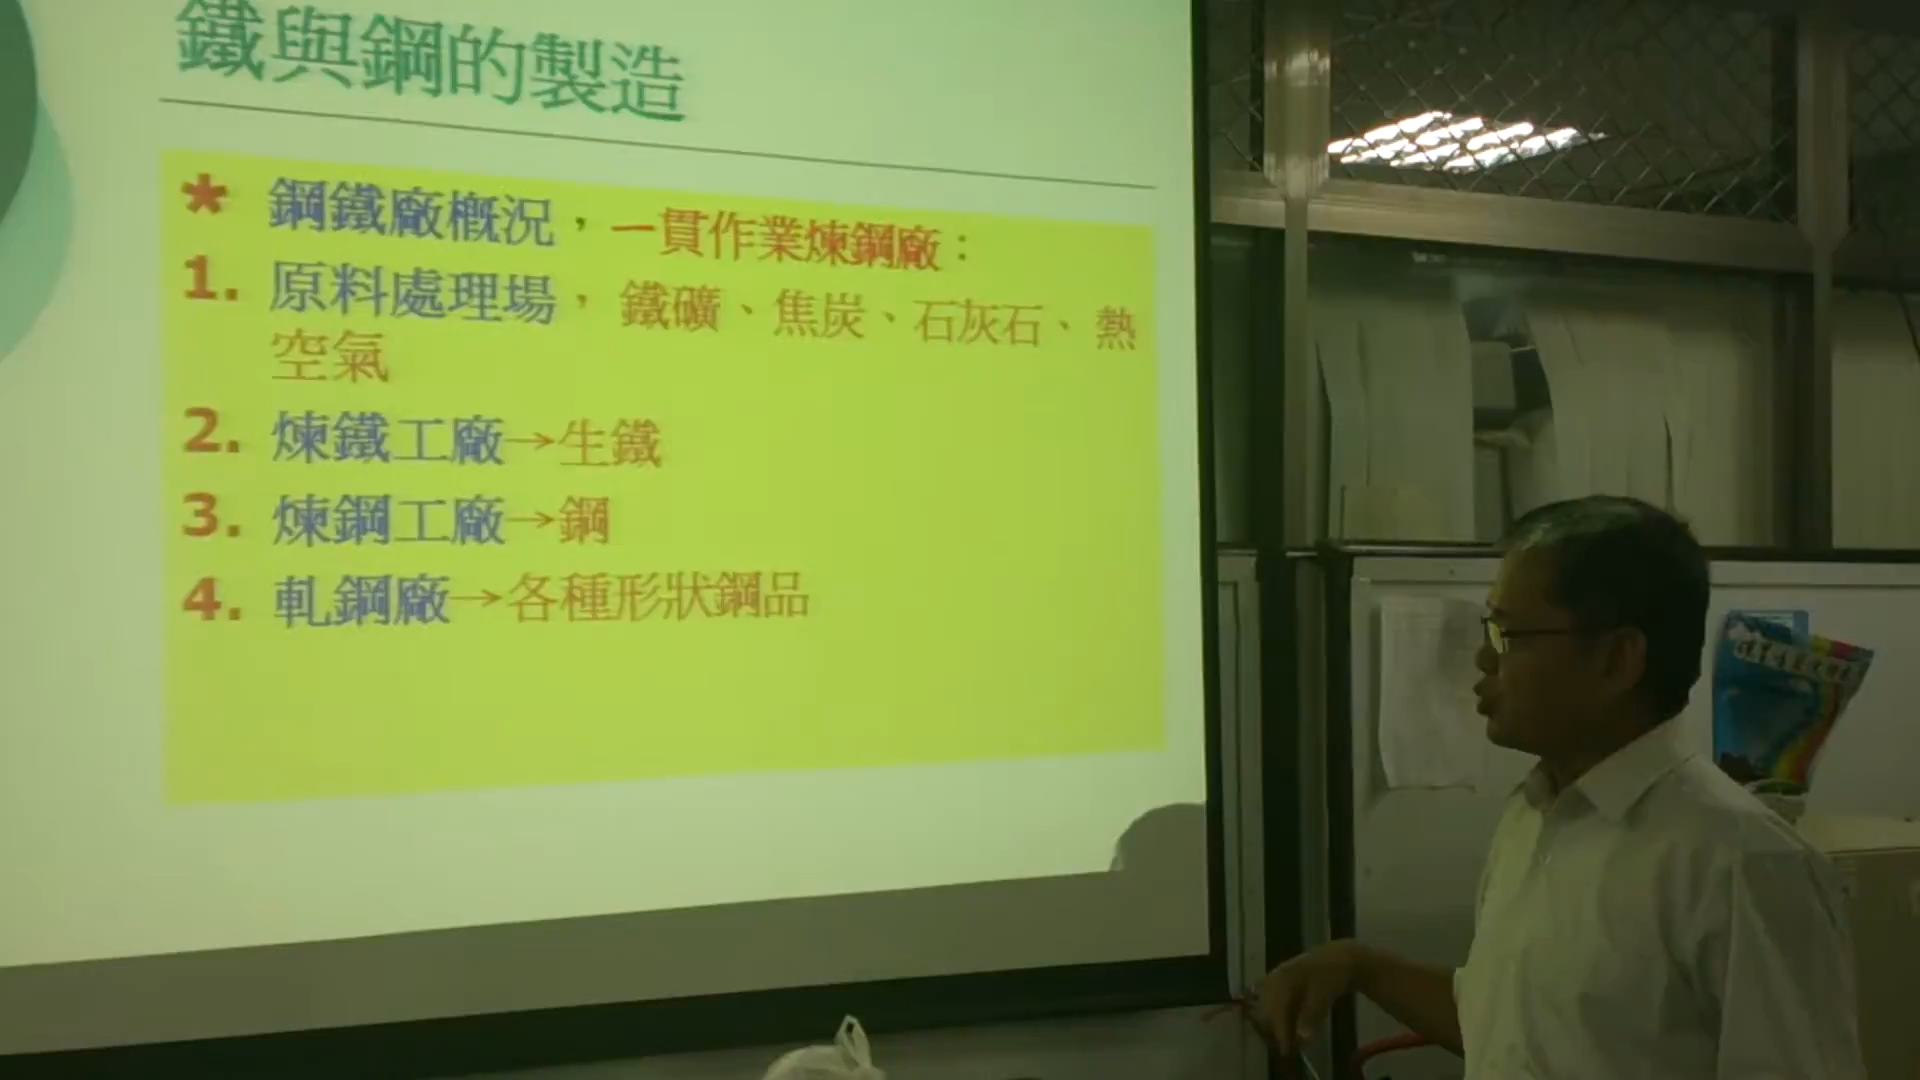 鐵與鋼的製造
* 鋼鐵廠概況，一貫作業煉鋼廠：
1. 原料處理場， 鐵礦、焦炭、石灰石、 熱
空氣
2. 煉鐵工廠→生鐵
3. 煉鋼工廠→鋼
4. 軋鋼廠→各種形狀鋼品